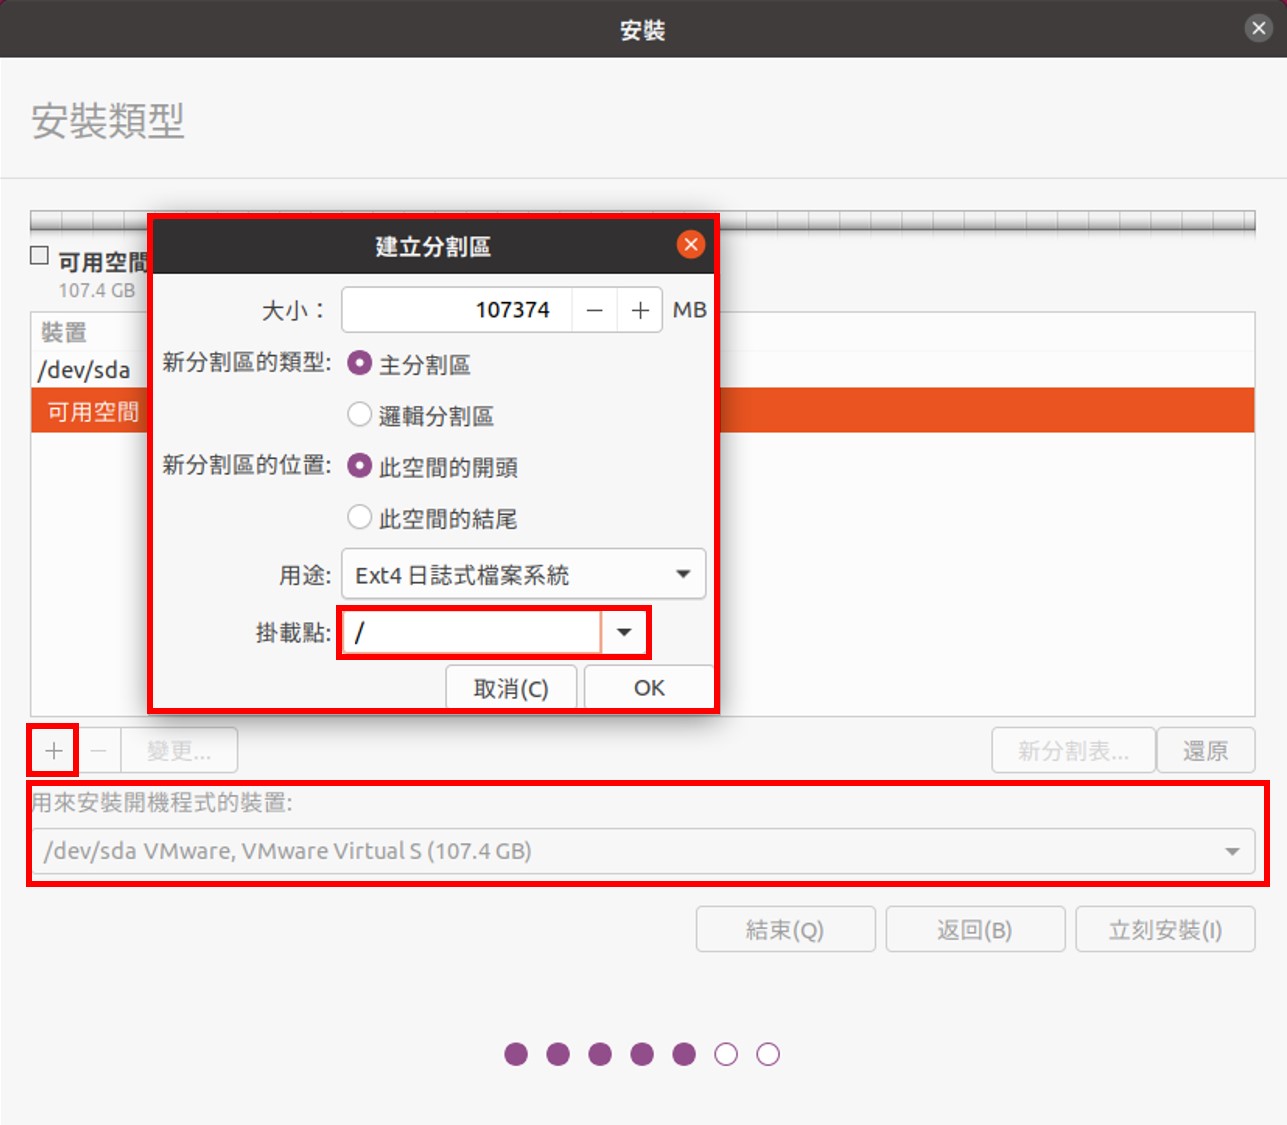 安裝
安裝類型
可用空間
107.4 GB
裝置
/dev/sda
可用空間
建立分割區
大小：
107374
MB
新分割區的類型:
主分割區
邏輯分割區
新分割區的位置:
此空間的開頭
此空間的結尾
用途:
Ext4 日誌式檔案系統
掛載點:
/
取消(C)
OK
+
−
變更...
新分割表...
還原
用來安裝開機程式的裝置:
/dev/sda VMware, VMware Virtual S (107.4 GB)
結束(Q)
返回(B)
立刻安裝(I)